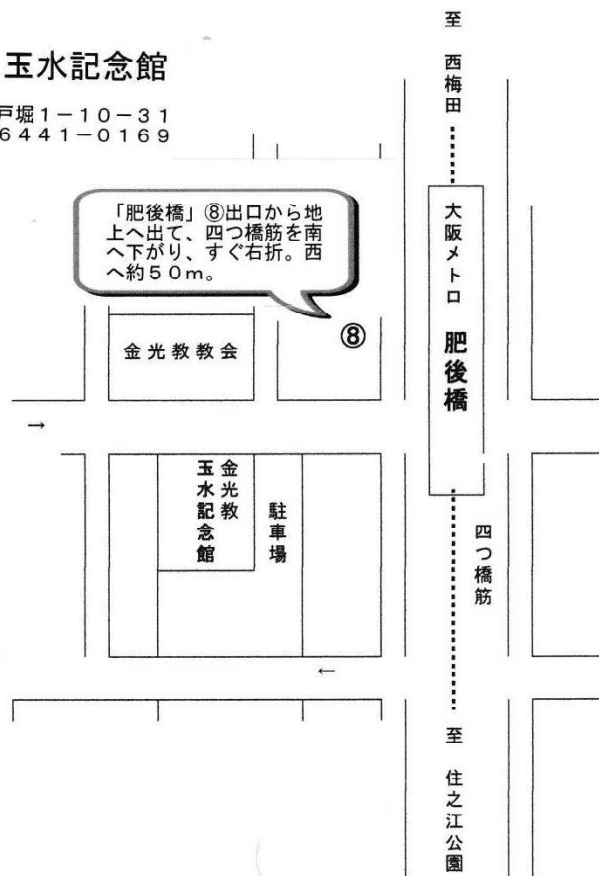 玉水記念館
戸堀1－10－31
6441－0169
至 西梅田
「肥後橋」⑧出口から地
上へ出て、四つ橋筋を南
へ下がり、すぐ右折。西
へ約50m。
大阪メトロ 肥後橋
⑧
金光教教会
→
金光教
玉水記念館
駐車場
四つ橋筋
←
至 住之江公園